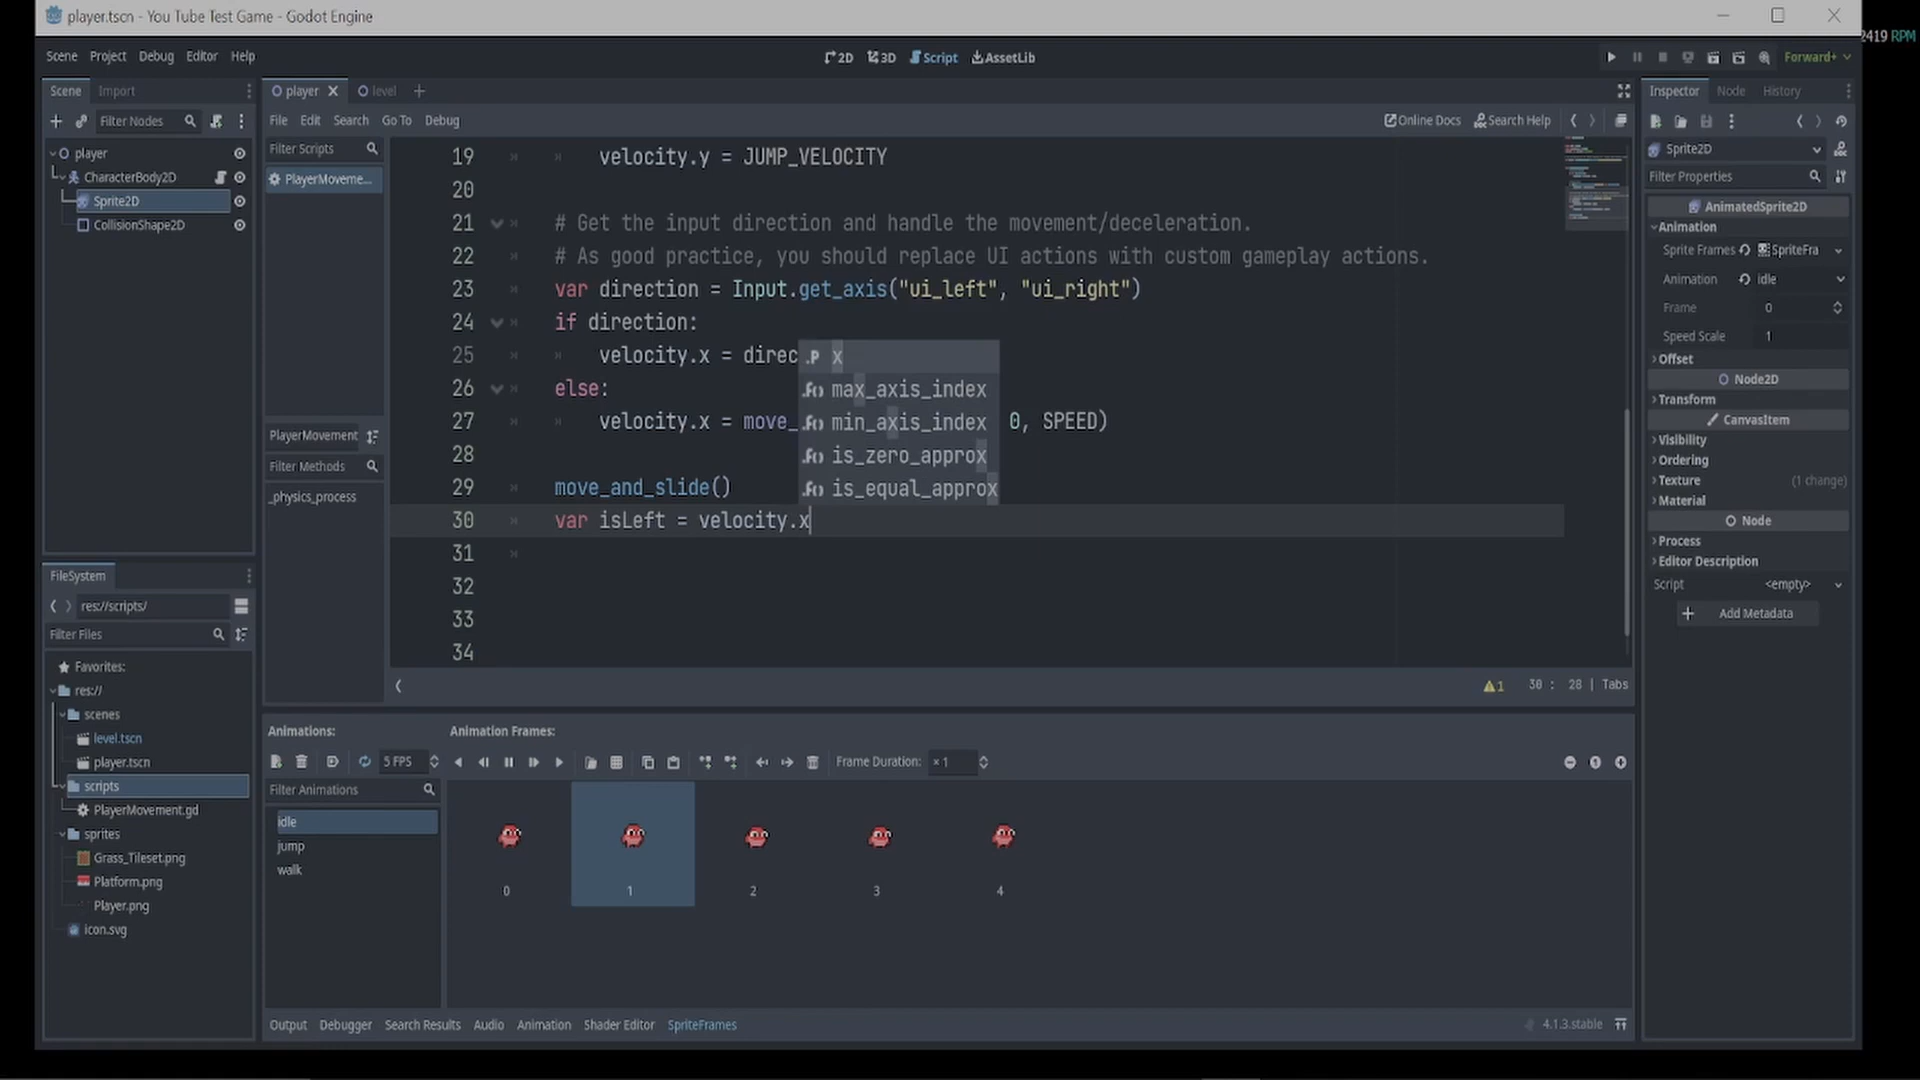 player.tscn - You Tube Test Game - Godot Engine
2419 RPM
Scene Project Debug Editor Help
2D 3D Script AssetLib
Forward+
Scene Import
Filter Nodes
player
CharacterBody2D
Sprite2D
CollisionShape2D
player level
File Edit Search Go To Debug
Online Docs Search Help
Filter Scripts
PlayerMoveme...
PlayerMovement
Filter Methods
_physics_process
19 velocity.y = JUMP_VELOCITY
20
21 # Get the input direction and handle the movement/deceleration.
22 # As good practice, you should replace UI actions with custom gameplay actions.
23 var direction = Input.get_axis("ui_left", "ui_right")
24 if direction:
25 velocity.x = direc
26 else:
27 velocity.x = move_ 0, SPEED)
28
29 move_and_slide()
30 var isLeft = velocity.x
31
32
33
34
x
max_axis_index
min_axis_index
is_zero_approx
is_equal_approx
1 30 : 28 | Tabs
FileSystem
res://scripts/
Filter Files
Favorites:
res://
scenes
level.tscn
player.tscn
scripts
PlayerMovement.gd
sprites
Grass_Tileset.png
Platform.png
Player.png
icon.svg
Animations:
5 FPS
Filter Animations
idle
jump
walk
Animation Frames:
Frame Duration: × 1
0 1 2 3 4
Output Debugger Search Results Audio Animation Shader Editor SpriteFrames
4.1.3.stable
Inspector Node History
Sprite2D
Filter Properties
AnimatedSprite2D
Animation
Sprite Frames SpriteFra
Animation idle
Frame 0
Speed Scale 1
Offset
Node2D
Transform
CanvasItem
Visibility
Ordering
Texture (1 change)
Material
Node
Process
Editor Description
Script <empty>
Add Metadata